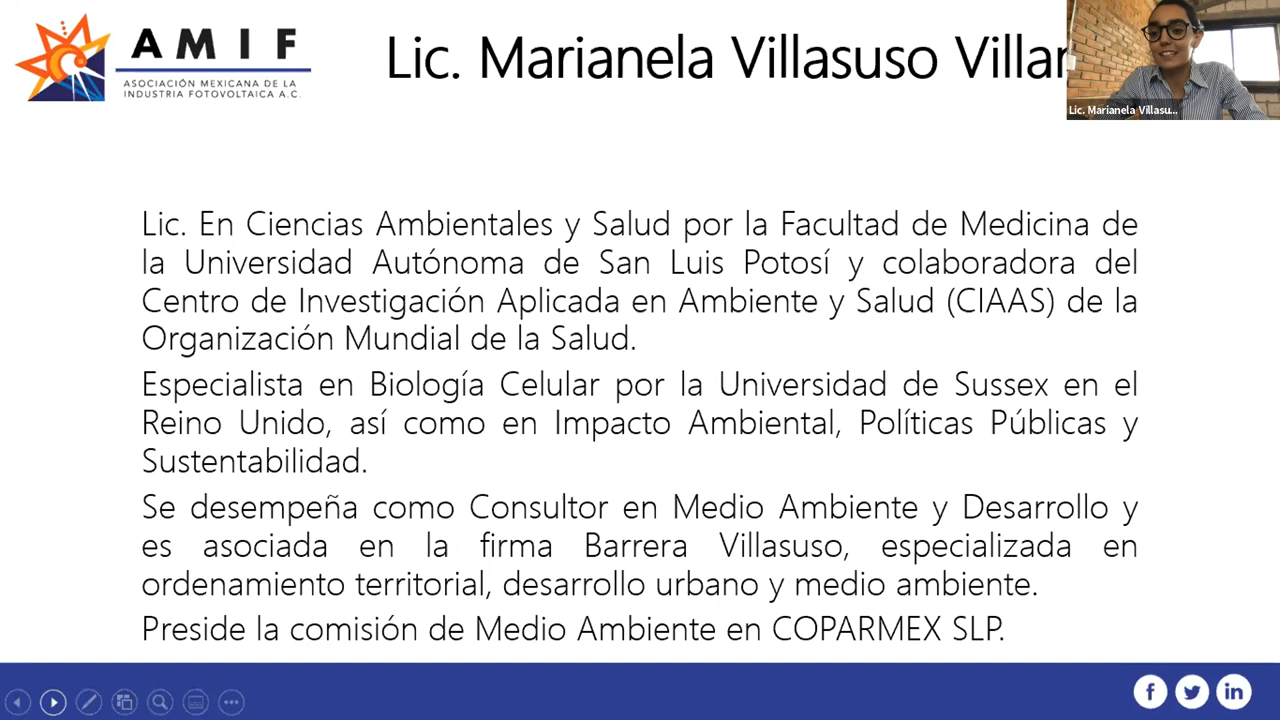 AMIF
ASOCIACIÓN MEXICANA DE LA
INDUSTRIA FOTOVOLTAICA A.C.
Lic. Marianela Villasuso
Lic. Marianela Villasu...
Lic. En Ciencias Ambientales y Salud por la Facultad de Medicina de
la Universidad Autónoma de San Luis Potosí y colaboradora del
Centro de Investigación Aplicada en Ambiente y Salud (CIAAS) de la
Organización Mundial de la Salud.
Especialista en Biología Celular por la Universidad de Sussex en el
Reino Unido, así como en Impacto Ambiental, Políticas Públicas y
Sustentabilidad.
Se desempeña como Consultor en Medio Ambiente y Desarrollo y
es asociada en la firma Barrera Villasuso, especializada en
ordenamiento territorial, desarrollo urbano y medio ambiente.
Preside la comisión de Medio Ambiente en COPARMEX SLP.